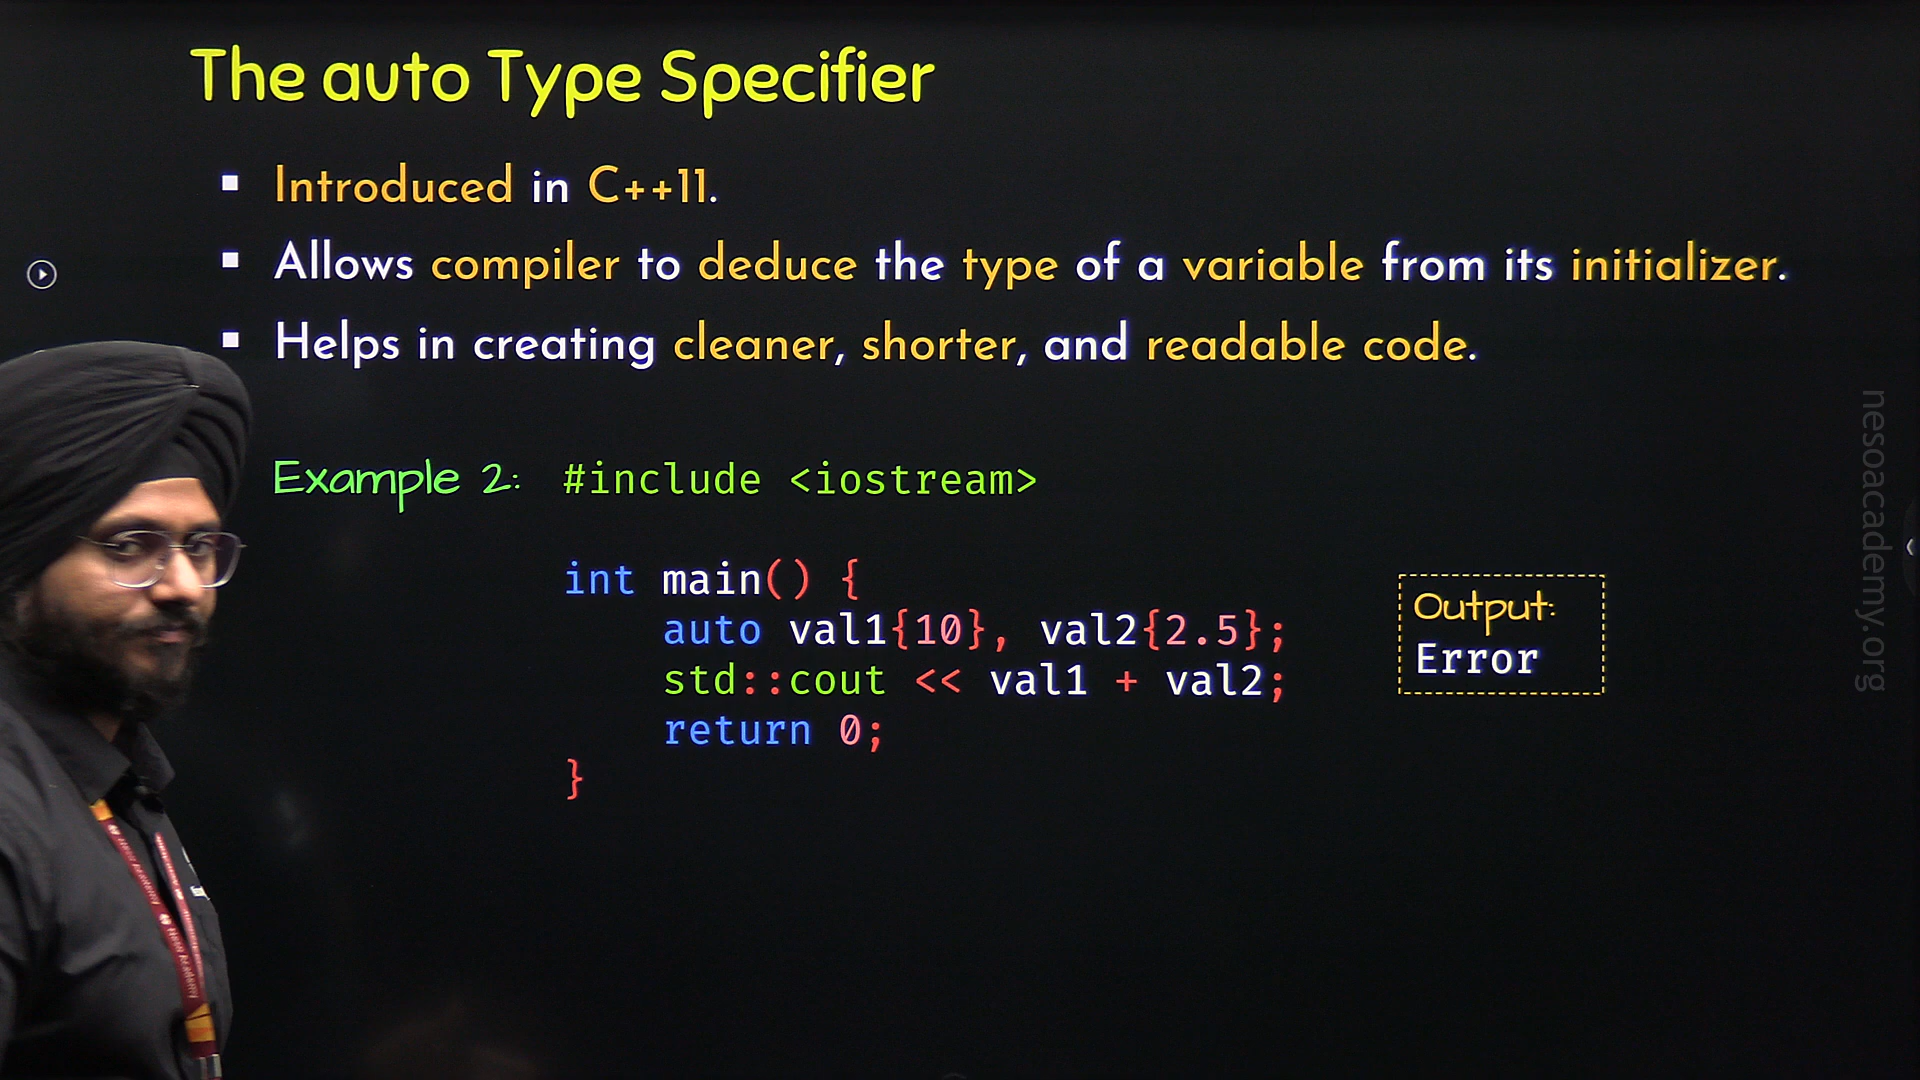 The auto Type Specifier
▪ Introduced in C++11.
▪ Allows compiler to deduce the type of a variable from its initializer.
▪ Helps in creating cleaner, shorter, and readable code.
Example 2: #include <iostream>
int main() {
    auto val1{10}, val2{2.5};
    std::cout << val1 + val2;
    return 0;
}
Output:
Error
nesoacademy.org